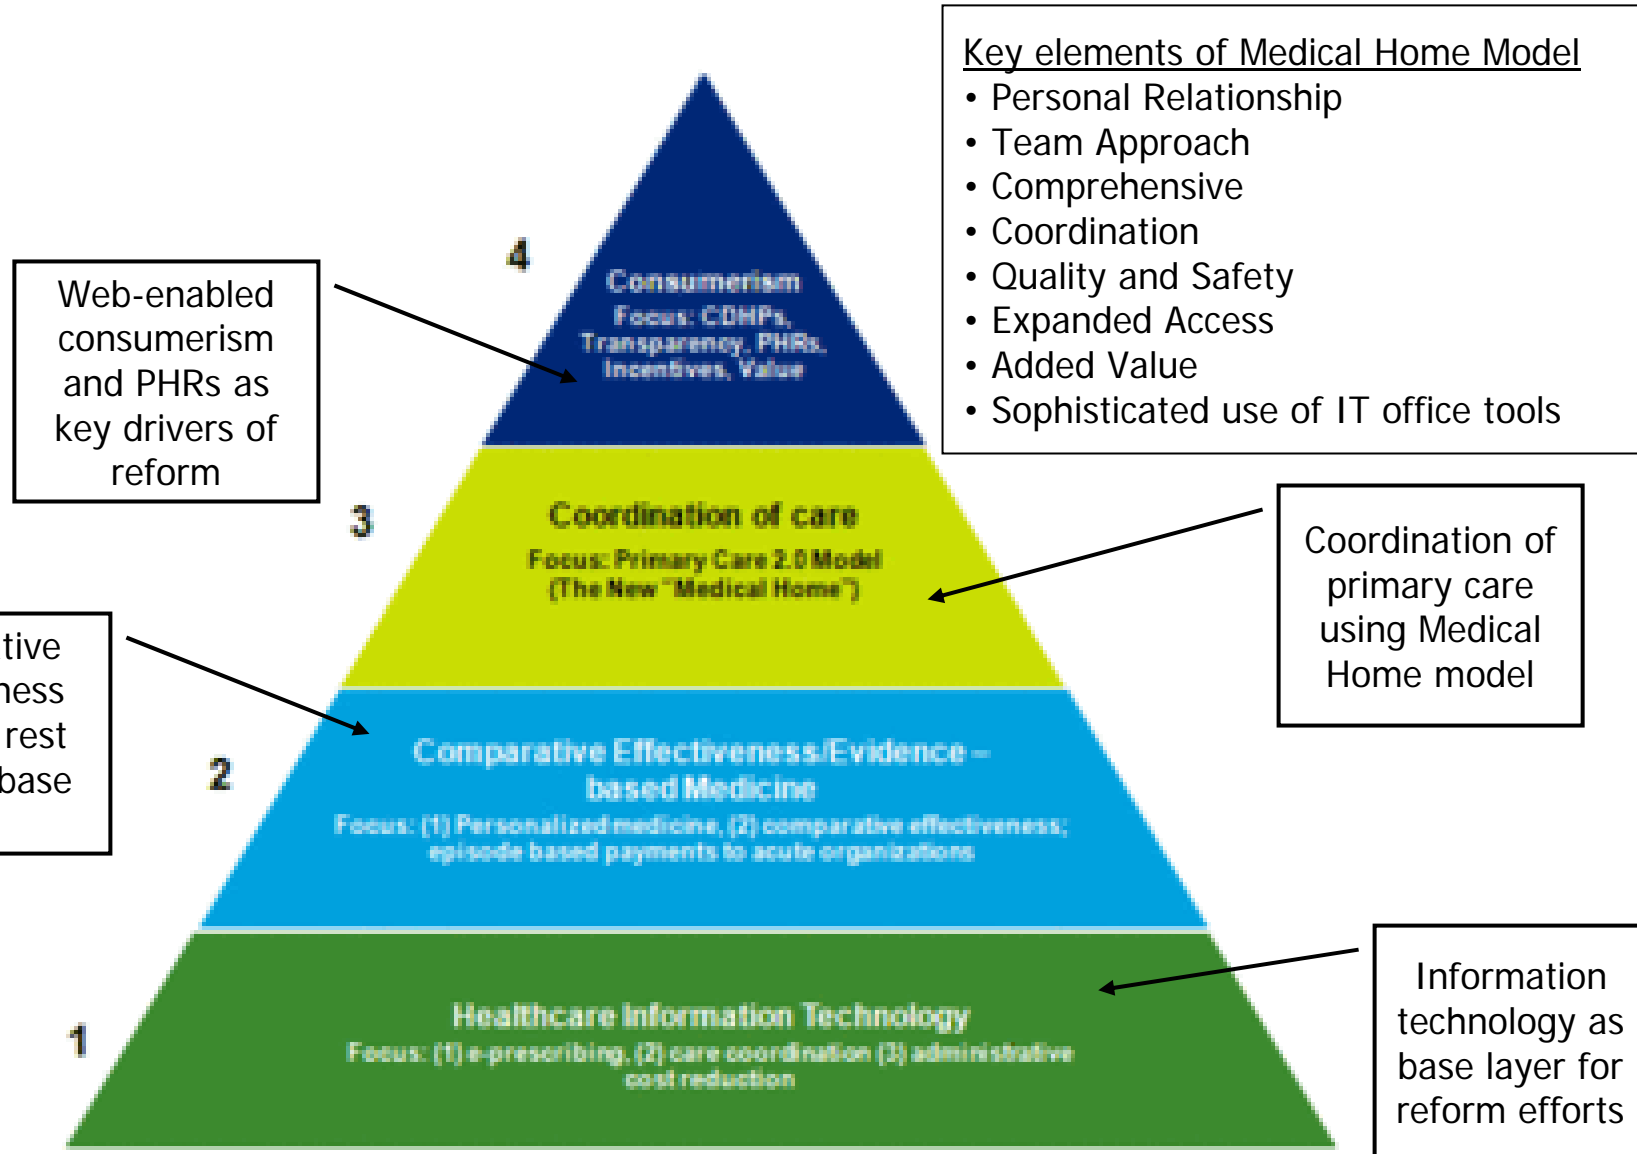 Key elements of Medical Home Model
• Personal Relationship
• Team Approach
• Comprehensive
• Coordination
• Quality and Safety
• Expanded Access
• Added Value
• Sophisticated use of IT office tools
4
Consumerism
Focus: CDHPs,
Transparency, PHRs,
Incentives, Value
Web-enabled
consumerism
and PHRs as
key drivers of
reform
3
Coordination of care
Focus: Primary Care 2.0 Model
(The New "Medical Home")
Coordination of
primary care
using Medical
Home model
tive
ness
rest
base
2
Comparative Effectiveness/Evidence –
based Medicine
Focus: (1) Personalized medicine, (2) comparative effectiveness;
episode based payments to acute organizations
1
Healthcare Information Technology
Focus: (1) e-prescribing, (2) care coordination (3) administrative
cost reduction
Information
technology as
base layer for
reform efforts